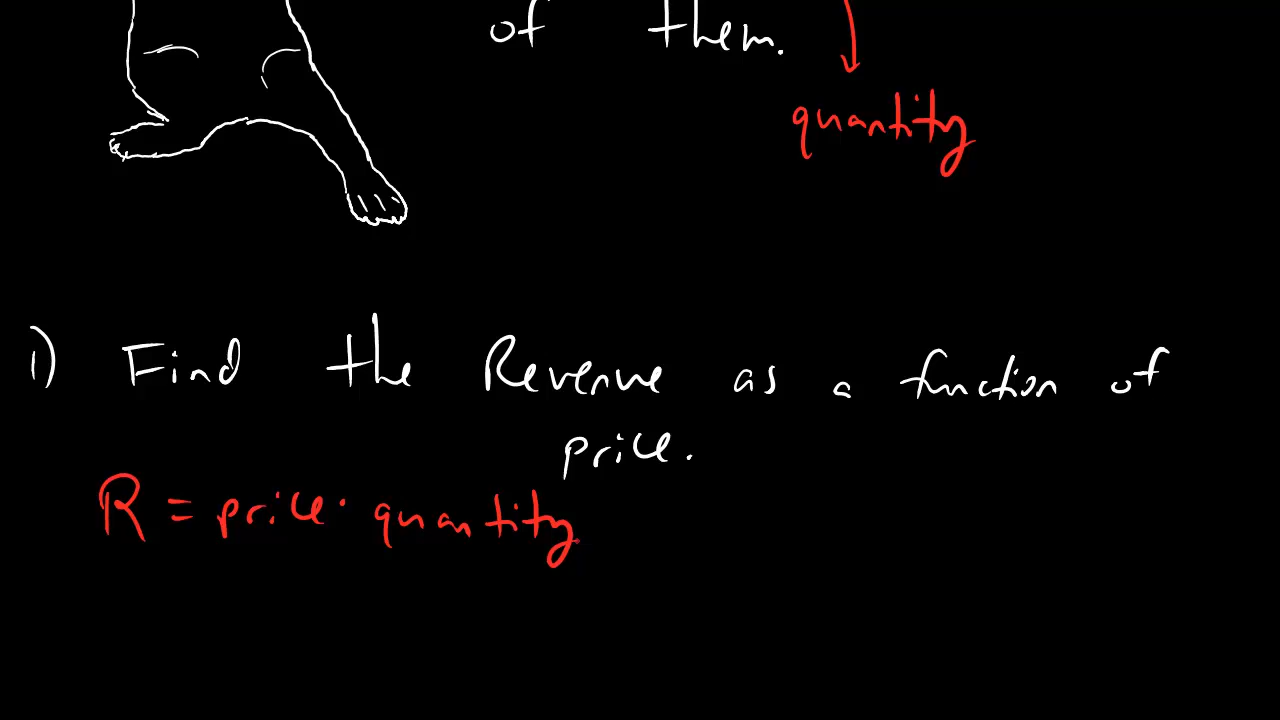 of them.
quantity
1) Find the Revenue as a function of
price.
R = price · quantity